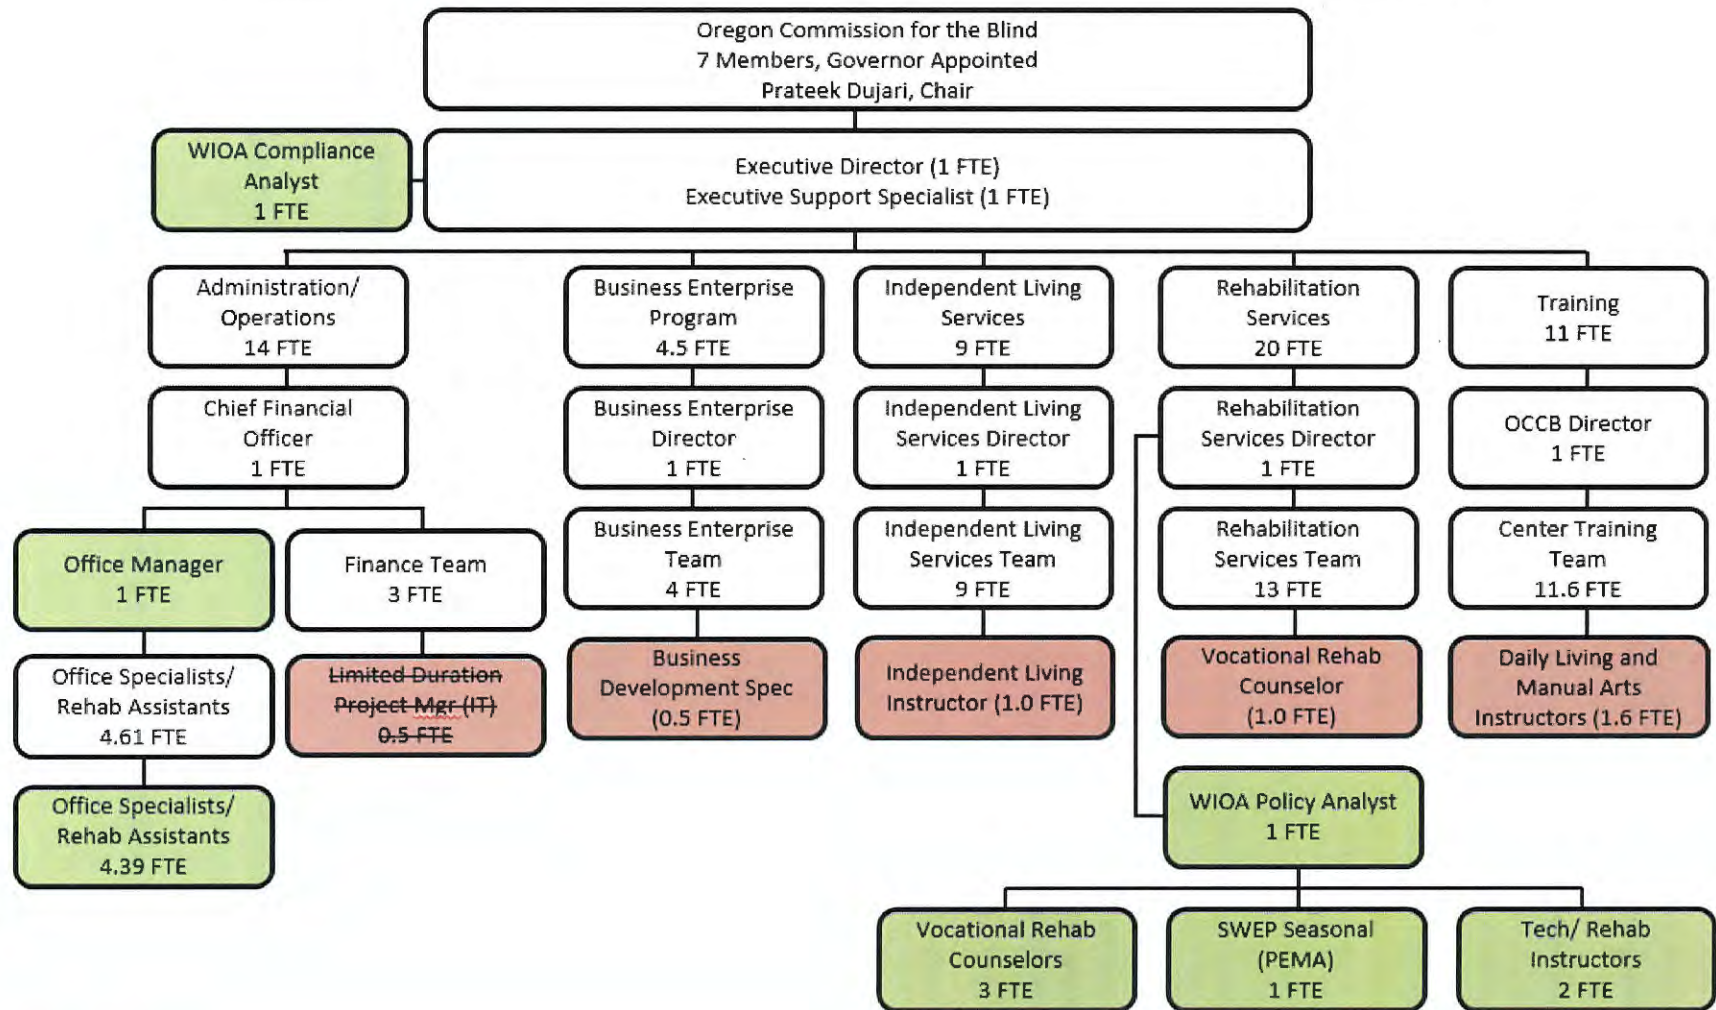 Oregon Commission for the Blind
7 Members, Governor Appointed
Prateek Dujari, Chair
WIOA Compliance
Analyst
1 FTE
Executive Director (1 FTE)
Executive Support Specialist (1 FTE)
Administration/
Operations
14 FTE
Business Enterprise
Program
4.5 FTE
Independent Living
Services
9 FTE
Rehabilitation
Services
20 FTE
Training
11 FTE
Chief Financial
Officer
1 FTE
Business Enterprise
Director
1 FTE
Independent Living
Services Director
1 FTE
Rehabilitation
Services Director
1 FTE
OCCB Director
1 FTE
Office Manager
1 FTE
Finance Team
3 FTE
Business Enterprise
Team
4 FTE
Independent Living
Services Team
9 FTE
Rehabilitation
Services Team
13 FTE
Center Training
Team
11.6 FTE
Office Specialists/
Rehab Assistants
4.61 FTE
Limited Duration
Project Mgr (IT)
0.5 FTE
Business
Development Spec
(0.5 FTE)
Independent Living
Instructor (1.0 FTE)
Vocational Rehab
Counselor
(1.0 FTE)
Daily Living and
Manual Arts
Instructors (1.6 FTE)
Office Specialists/
Rehab Assistants
4.39 FTE
WIOA Policy Analyst
1 FTE
Vocational Rehab
Counselors
3 FTE
SWEP Seasonal
(PEMA)
1 FTE
Tech/ Rehab
Instructors
2 FTE